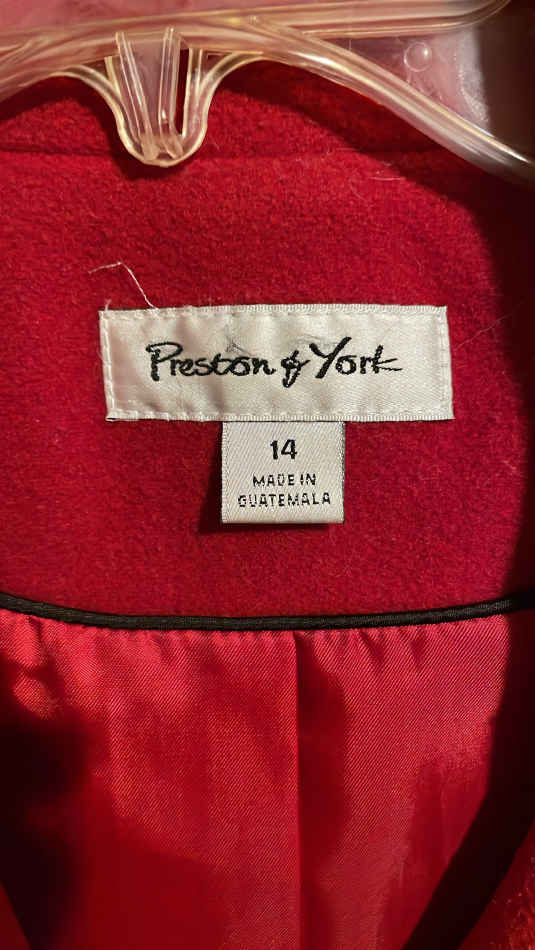 Preston & York
14
MADE IN
GUATEMALA